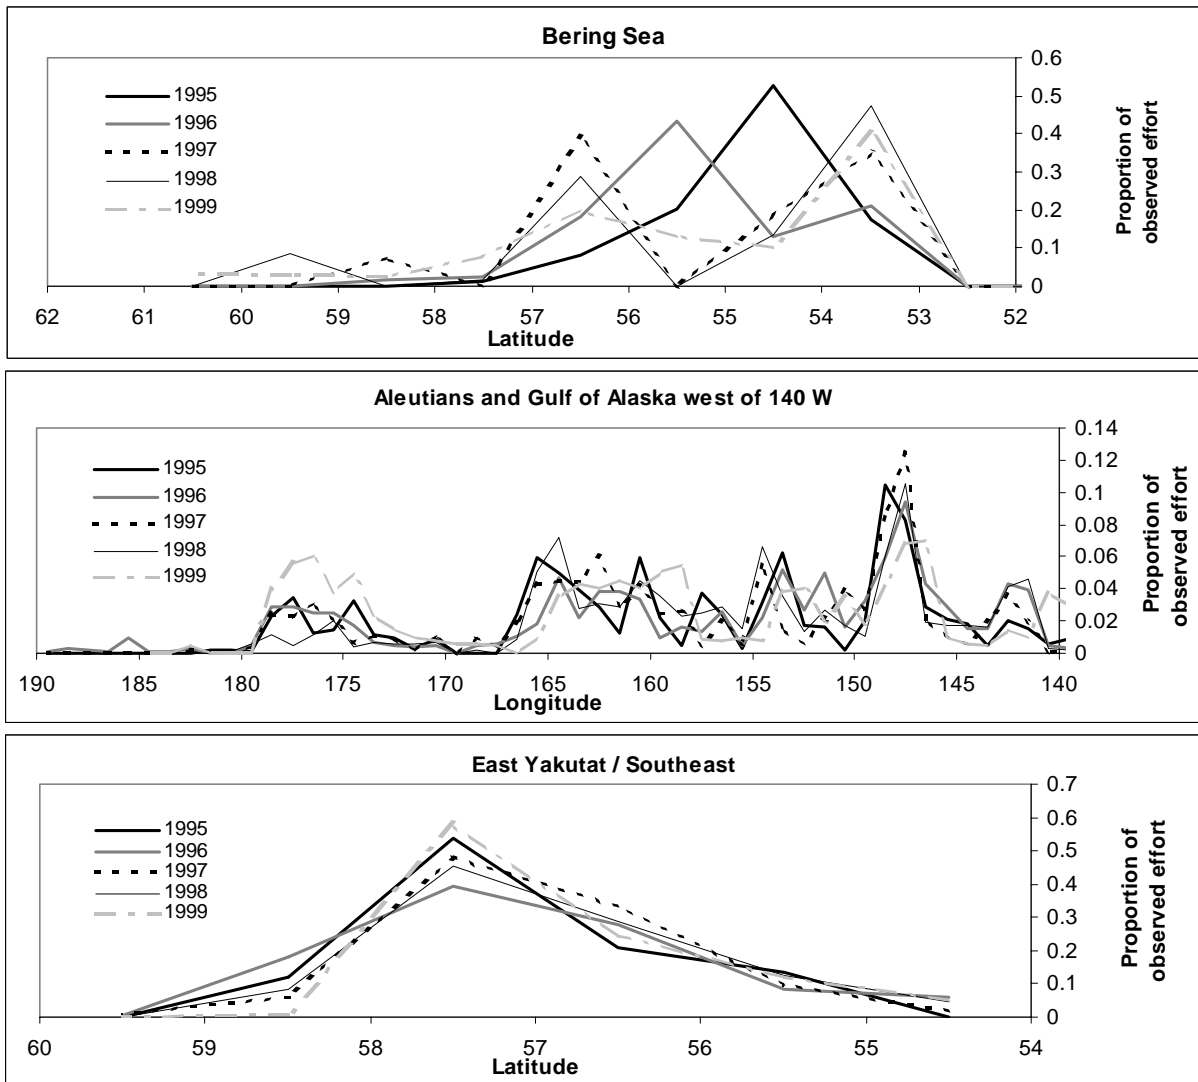 Bering Sea
1995
1996
1997
1998
1999
0.6
0.5
0.4
0.3
0.2
0.1
0
Proportion of
observed effort
62 61 60 59 58 57 56 55 54 53 52
Latitude
Aleutians and Gulf of Alaska west of 140 W
1995
1996
1997
1998
1999
0.14
0.12
0.1
0.08
0.06
0.04
0.02
0
Proportion of
observed effort
190 185 180 175 170 165 160 155 150 145 140
Longitude
East Yakutat / Southeast
1995
1996
1997
1998
1999
0.7
0.6
0.5
0.4
0.3
0.2
0.1
0
Proportion of
observed effort
60 59 58 57 56 55 54
Latitude